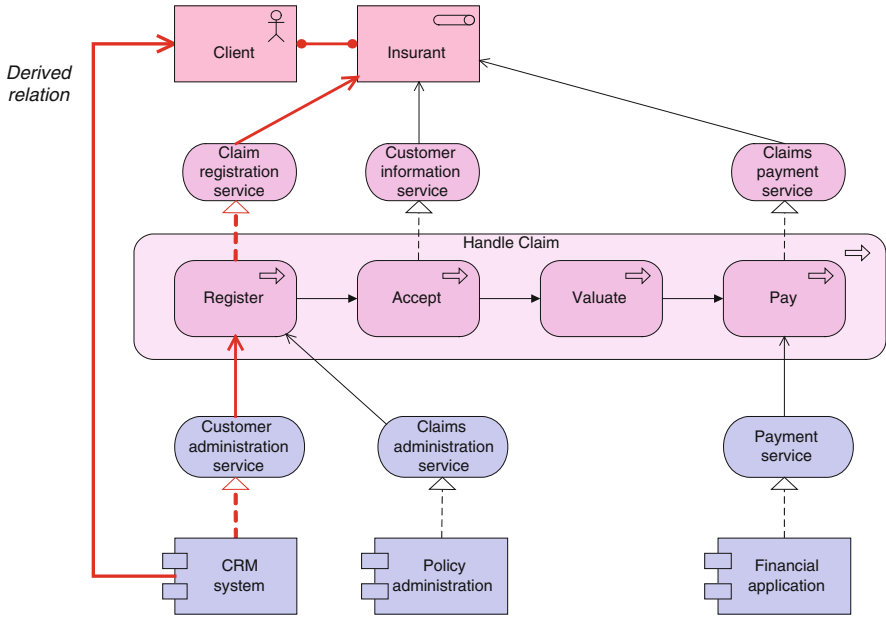 Client
Insurant
Derived
relation
Claim
registration
service
Customer
information
service
Claims
payment
service
Handle Claim
Register
Accept
Valuate
Pay
Customer
administration
service
Claims
administration
service
Payment
service
CRM
system
Policy
administration
Financial
application